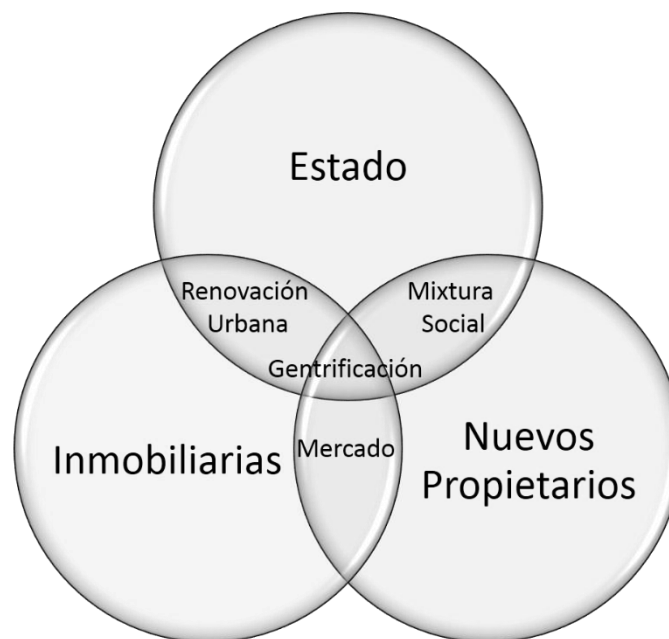 Estado
Renovación
Urbana
Mixtura
Social
Gentrificación
Inmobiliarias
Mercado
Nuevos
Propietarios